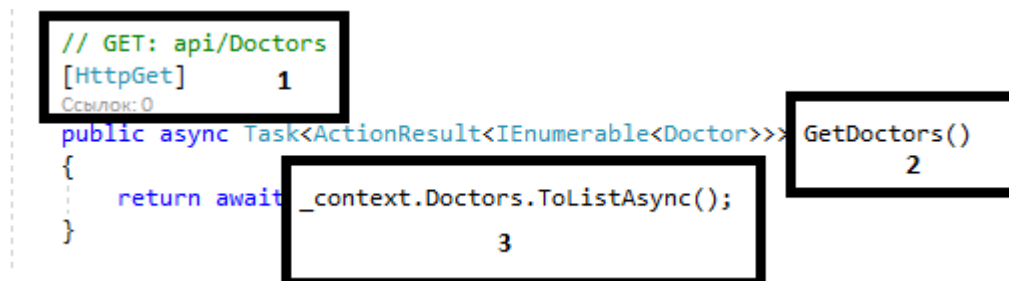 // GET: api/Doctors
[HttpGet] 1
Ссылок: 0
public async Task<ActionResult<IEnumerable<Doctor>>> GetDoctors()
{ 2
return await _context.Doctors.ToListAsync();
} 3